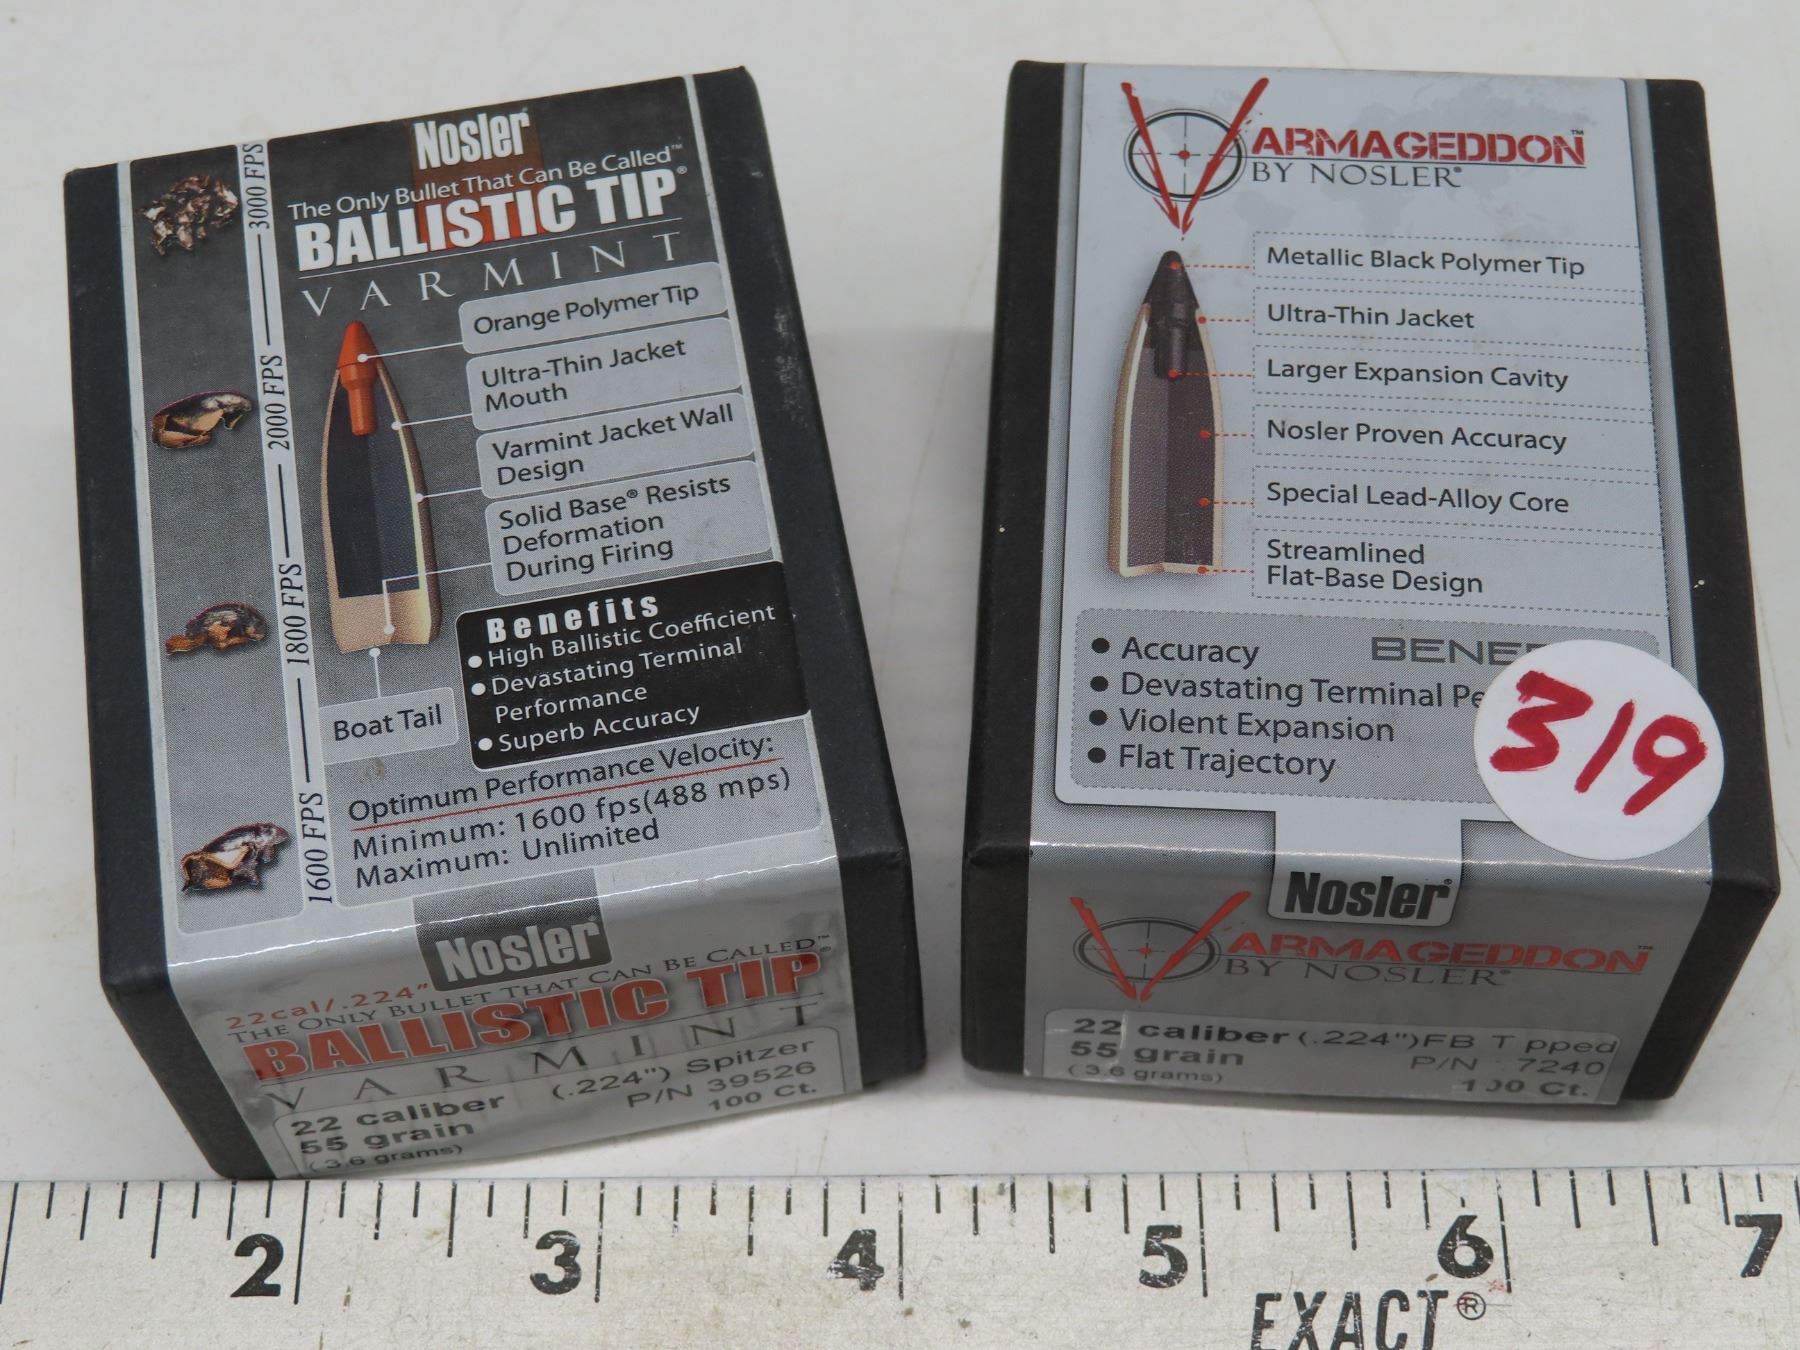 Nosler
The Only Bullet That Can Be Called™
BALLISTIC TIP®
VARMINT
3000 FPS
2000 FPS
1800 FPS
1600 FPS
Orange Polymer Tip
Ultra-Thin Jacket
Mouth
Varmint Jacket Wall
Design
Solid Base® Resists
Deformation
During Firing
Boat Tail
Benefits
• High Ballistic Coefficient
• Devastating Terminal
Performance
• Superb Accuracy
Optimum Performance Velocity:
Minimum: 1600 fps(488 mps)
Maximum: Unlimited
Nosler
22cal/.224"
THE ONLY BULLET THAT CAN BE CALLED™
BALLISTIC TIP®
VARMINT
22 caliber (.224") Spitzer
55 grain P/N 39526
(3.6 grams) 100 Ct.
VARMAGEDDON™
BY NOSLER®
Metallic Black Polymer Tip
Ultra-Thin Jacket
Larger Expansion Cavity
Nosler Proven Accuracy
Special Lead-Alloy Core
Streamlined
Flat-Base Design
BENE
• Accuracy
• Devastating Terminal Pe
• Violent Expansion
• Flat Trajectory
319
Nosler®
VARMAGEDDON™
BY NOSLER®
22 caliber (.224")FB T pped
55 grain P/N 7240
(3.6 grams) 100 Ct.
2 3 4 5 6 7
EXACT®